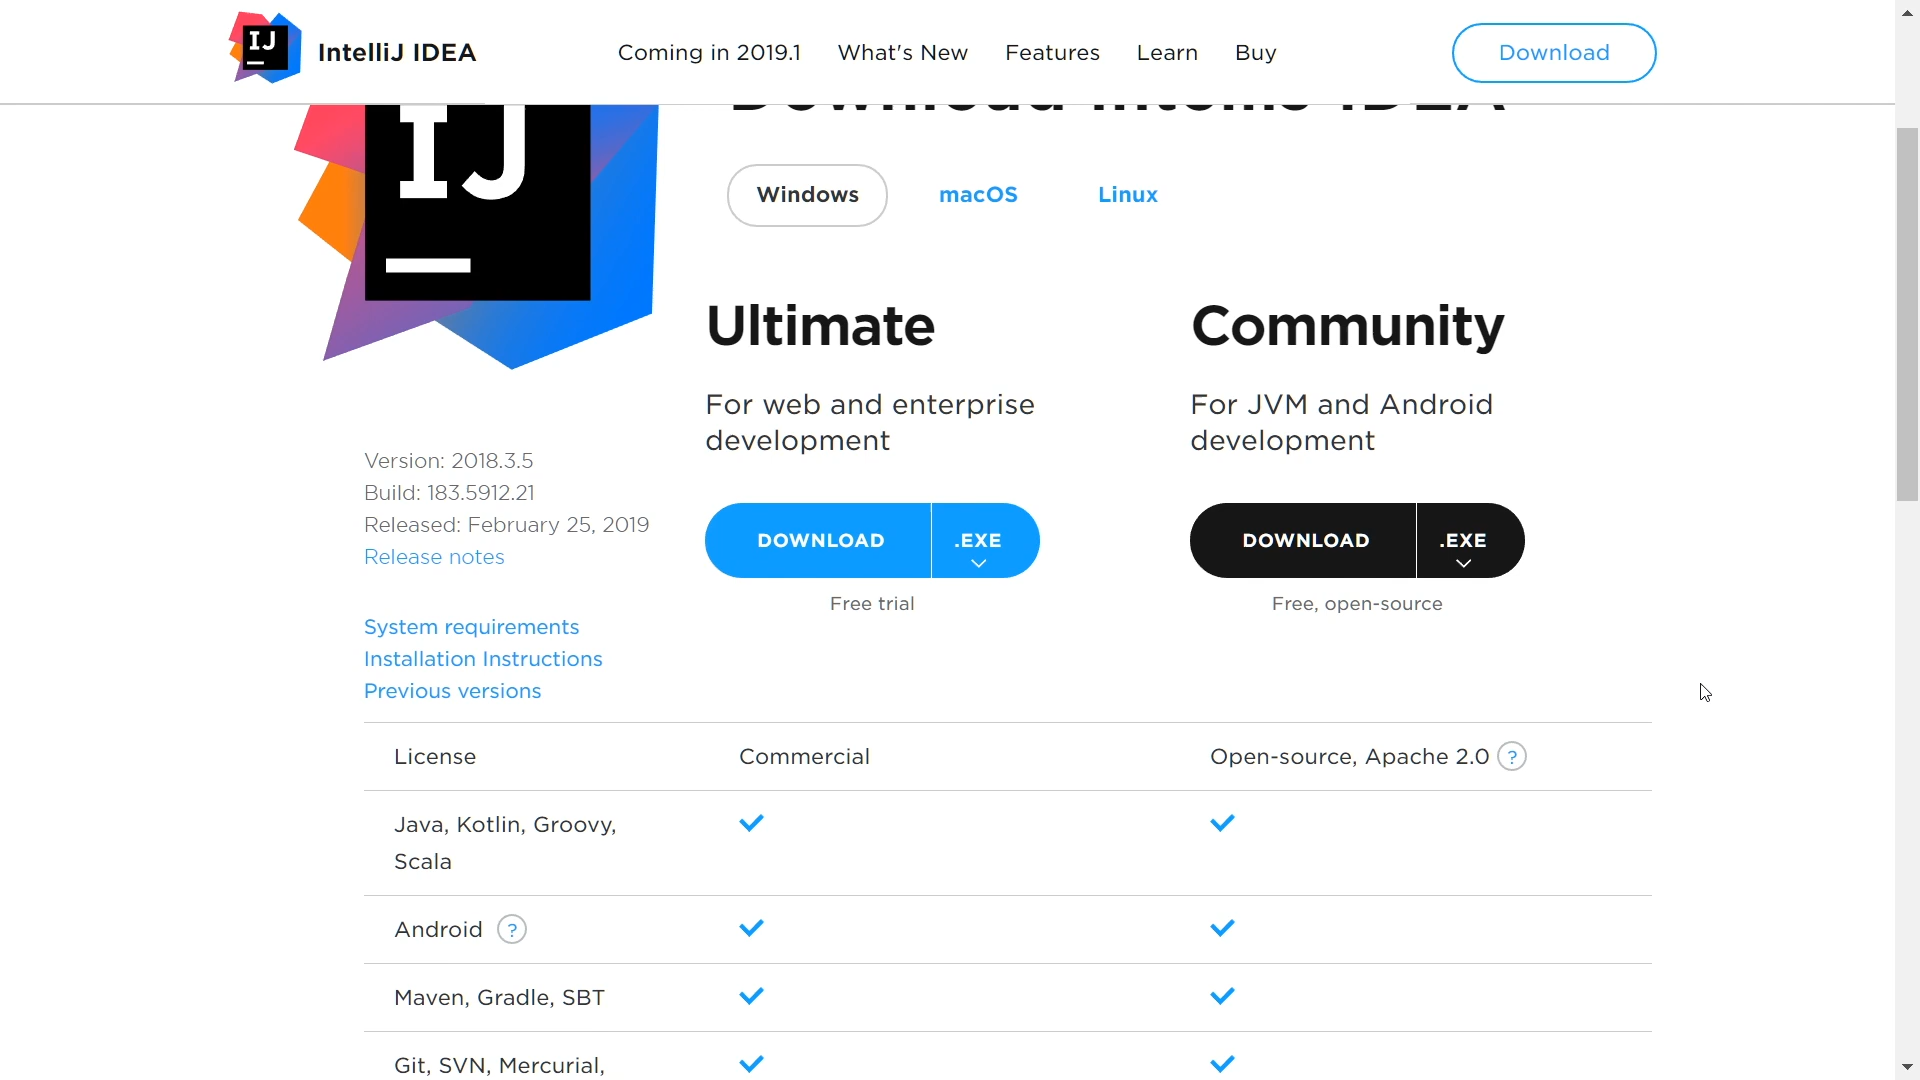 IJ
IntelliJ IDEA
Coming in 2019.1
What's New
Features
Learn
Buy
Download
IJ
Download IntelliJ IDEA
Windows
macOS
Linux
Ultimate
For web and enterprise
development
DOWNLOAD
.EXE
Free trial
Community
For JVM and Android
development
DOWNLOAD
.EXE
Free, open-source
Version: 2018.3.5
Build: 183.5912.21
Released: February 25, 2019
Release notes
System requirements
Installation Instructions
Previous versions
License Commercial Open-source, Apache 2.0 ?
Java, Kotlin, Groovy,
Scala
Android ?
Maven, Gradle, SBT
Git, SVN, Mercurial,